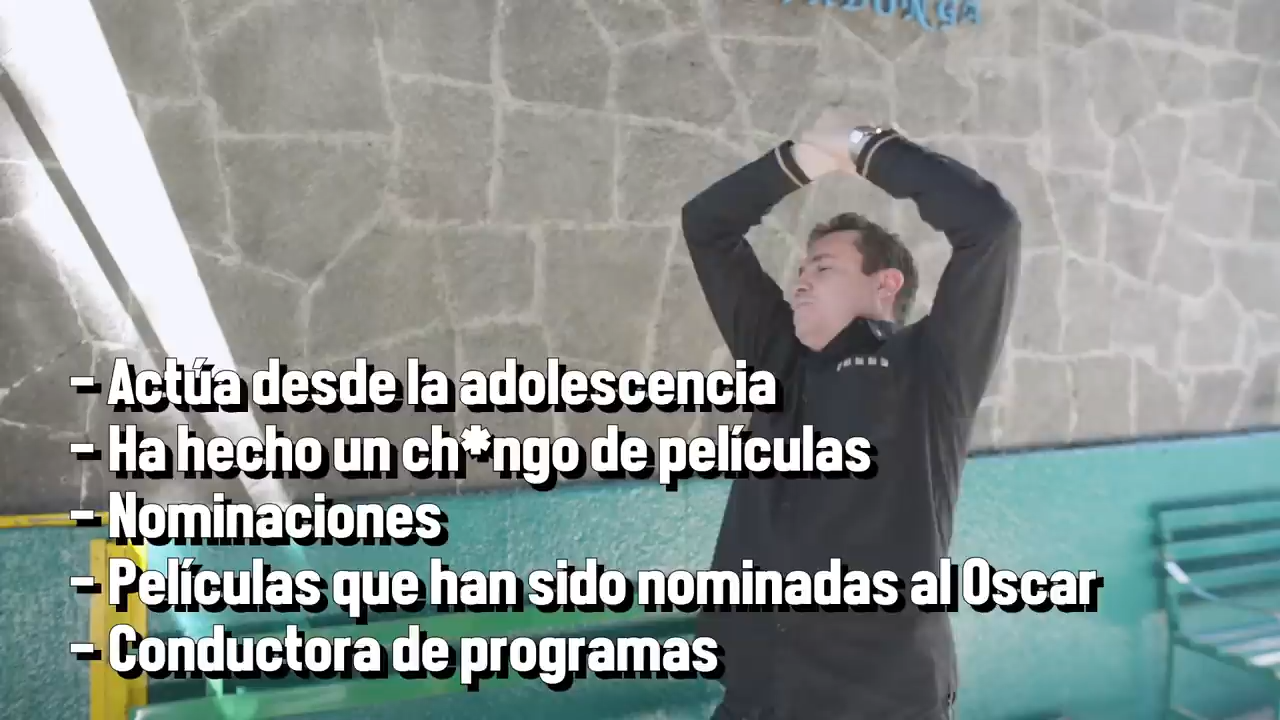 - Actúa desde la adolescencia
- Ha hecho un ch*ngo de películas
- Nominaciones
- Películas que han sido nominadas al Oscar
- Conductora de programas